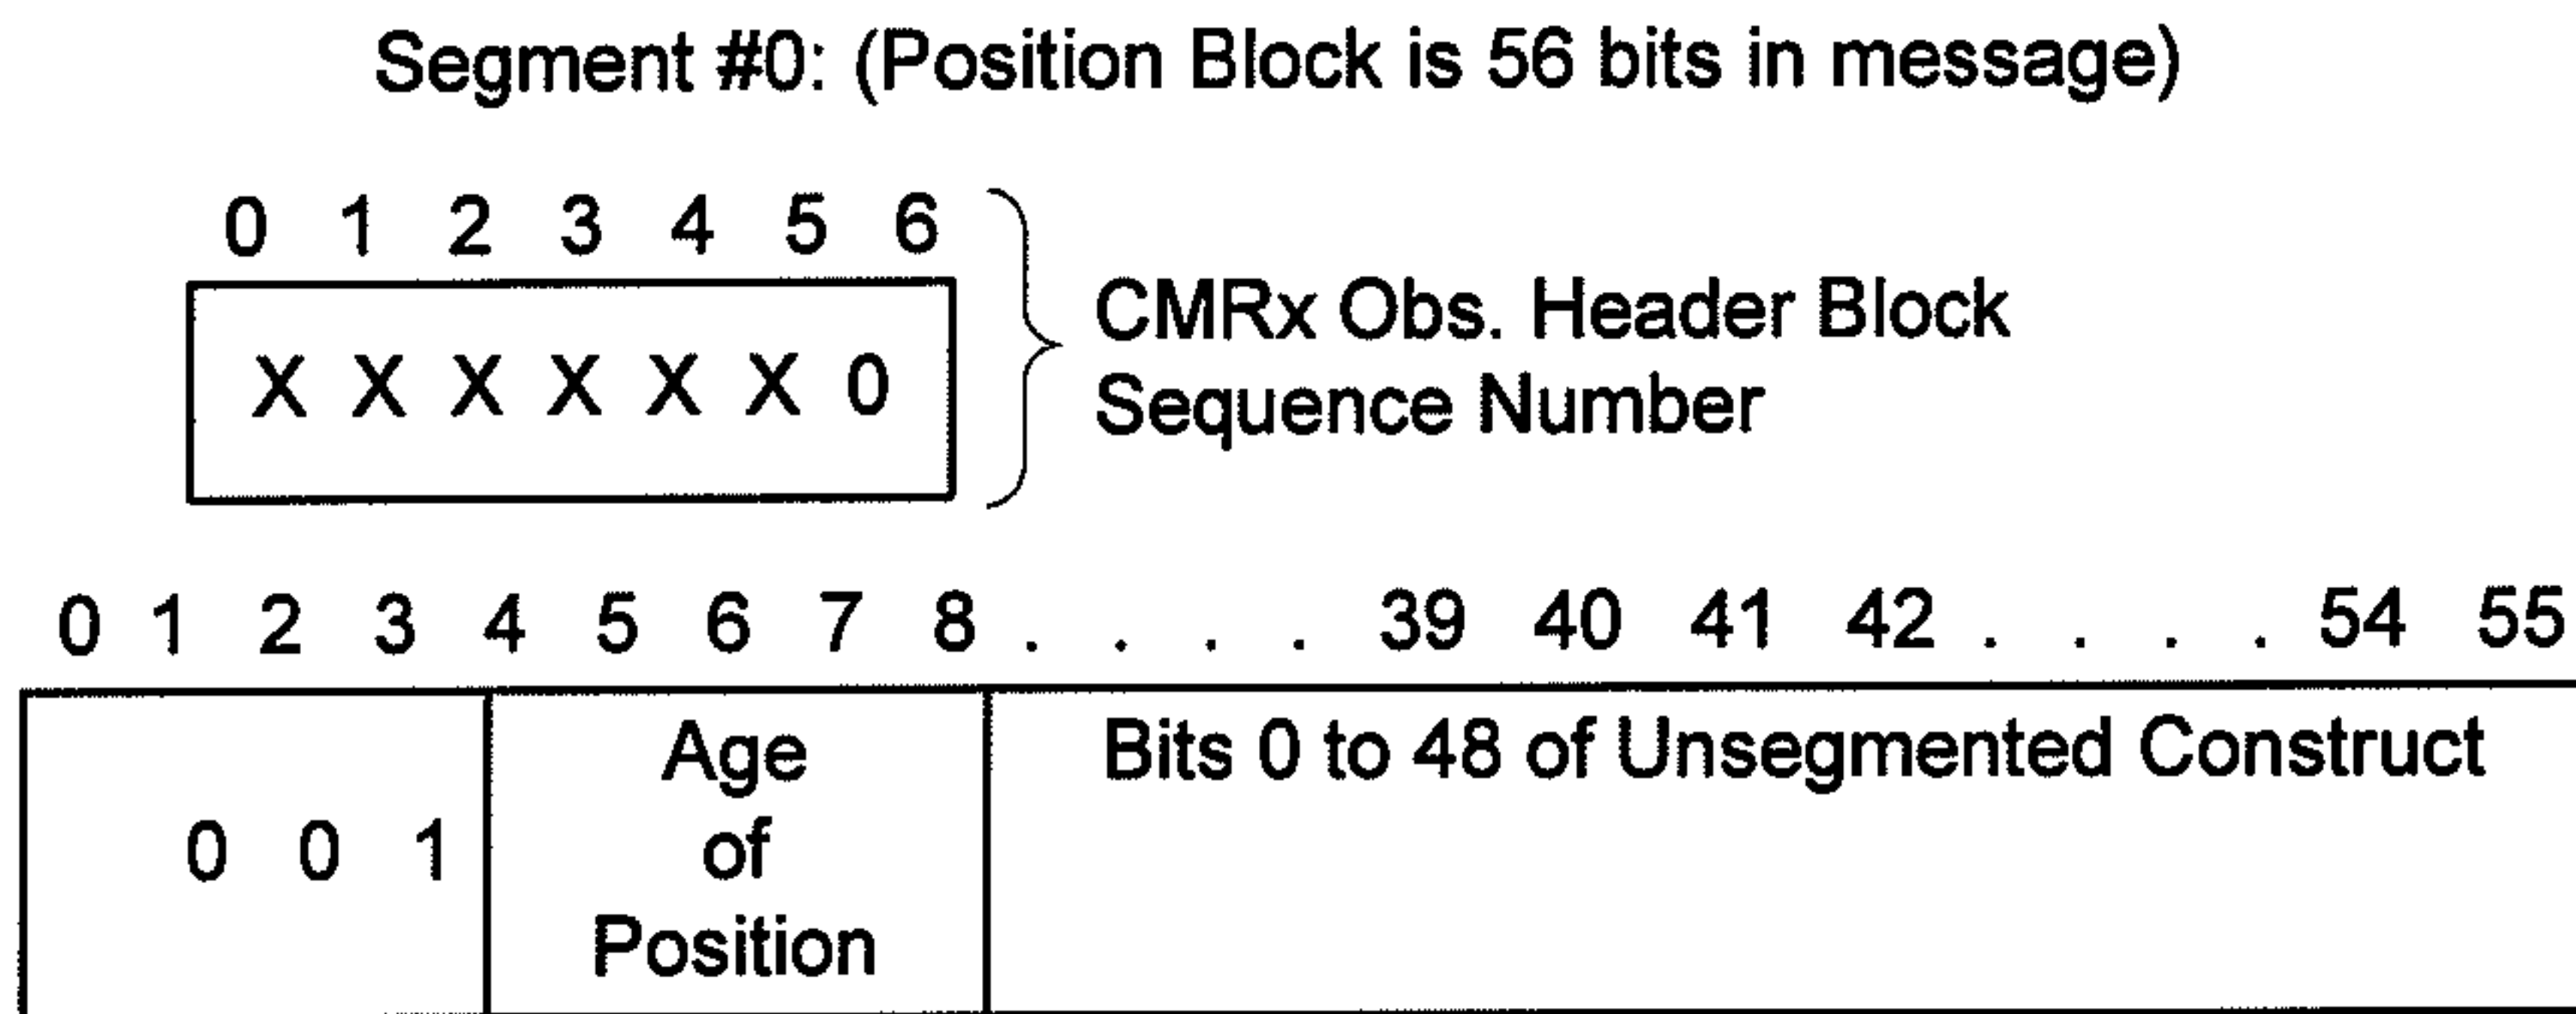 Segment #0: (Position Block is 56 bits in message)
0 1 2 3 4 5 6
X X X X X X 0
CMRx Obs. Header Block
Sequence Number
0 1 2 3 4 5 6 7 8 . . . . 39 40 41 42 . . . . 54 55
0 0 1
Age
of
Position
Bits 0 to 48 of Unsegmented Construct